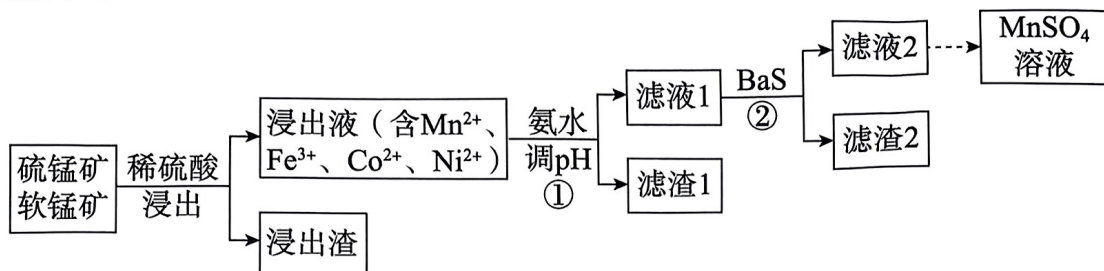 硫锰矿
软锰矿
稀硫酸
浸出
浸出液（含Mn²⁺、
Fe³⁺、Co²⁺、Ni²⁺）
浸出渣
氨水
调pH
①
滤液1
滤渣1
BaS
②
滤液2
滤渣2
MnSO₄
溶液